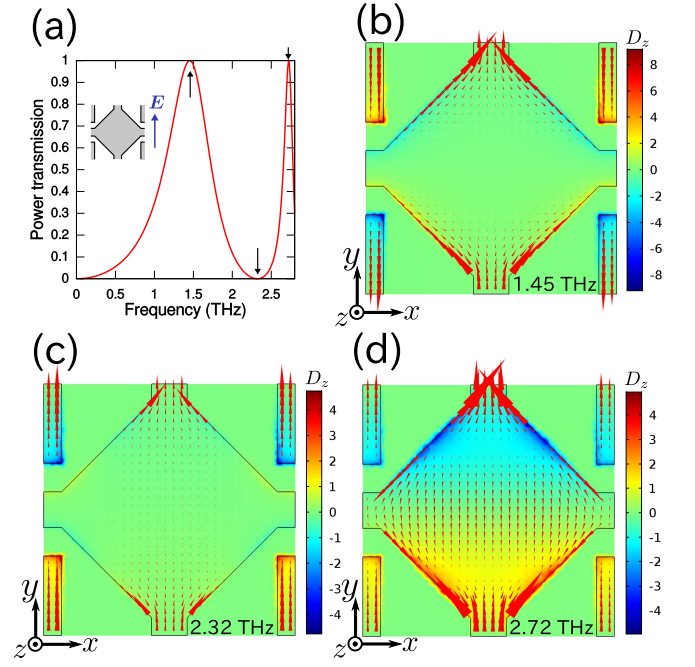 (a)
Power transmission
1
0.9
0.8
0.7
0.6
0.5
0.4
0.3
0.2
0.1
0
0 0.5 1 1.5 2 2.5
Frequency (THz)
E
(b)
D_z
8
6
4
2
0
-2
-4
-6
-8
1.45 THz
y
z
x
(c)
D_z
4
3
2
1
0
-1
-2
-3
-4
2.32 THz
y
z
x
(d)
D_z
4
3
2
1
0
-1
-2
-3
-4
2.72 THz
y
z
x